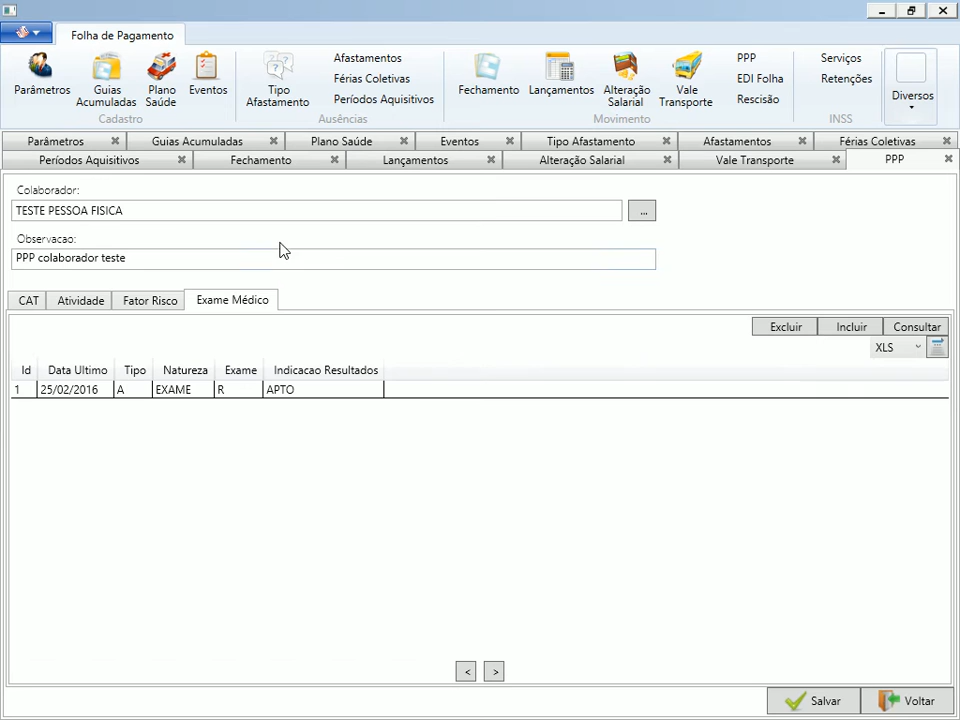 Folha de Pagamento
Parâmetros
Guias Acumuladas
Plano Saúde
Eventos
Cadastro
Tipo Afastamento
Afastamentos
Férias Coletivas
Períodos Aquisitivos
Ausências
Fechamento
Lançamentos
Alteração Salarial
Vale Transporte
PPP
EDI Folha
Rescisão
Movimento
Serviços
Retenções
INSS
Diversos
Parâmetros
Guias Acumuladas
Plano Saúde
Eventos
Tipo Afastamento
Afastamentos
Férias Coletivas
Períodos Aquisitivos
Fechamento
Lançamentos
Alteração Salarial
Vale Transporte
PPP
Colaborador:
TESTE PESSOA FISICA
...
Observacao:
PPP colaborador teste
CAT
Atividade
Fator Risco
Exame Médico
Excluir
Incluir
Consultar
XLS
Id Data Ultimo Tipo Natureza Exame Indicacao Resultados
1 25/02/2016 A EXAME R APTO
< >
Salvar
Voltar